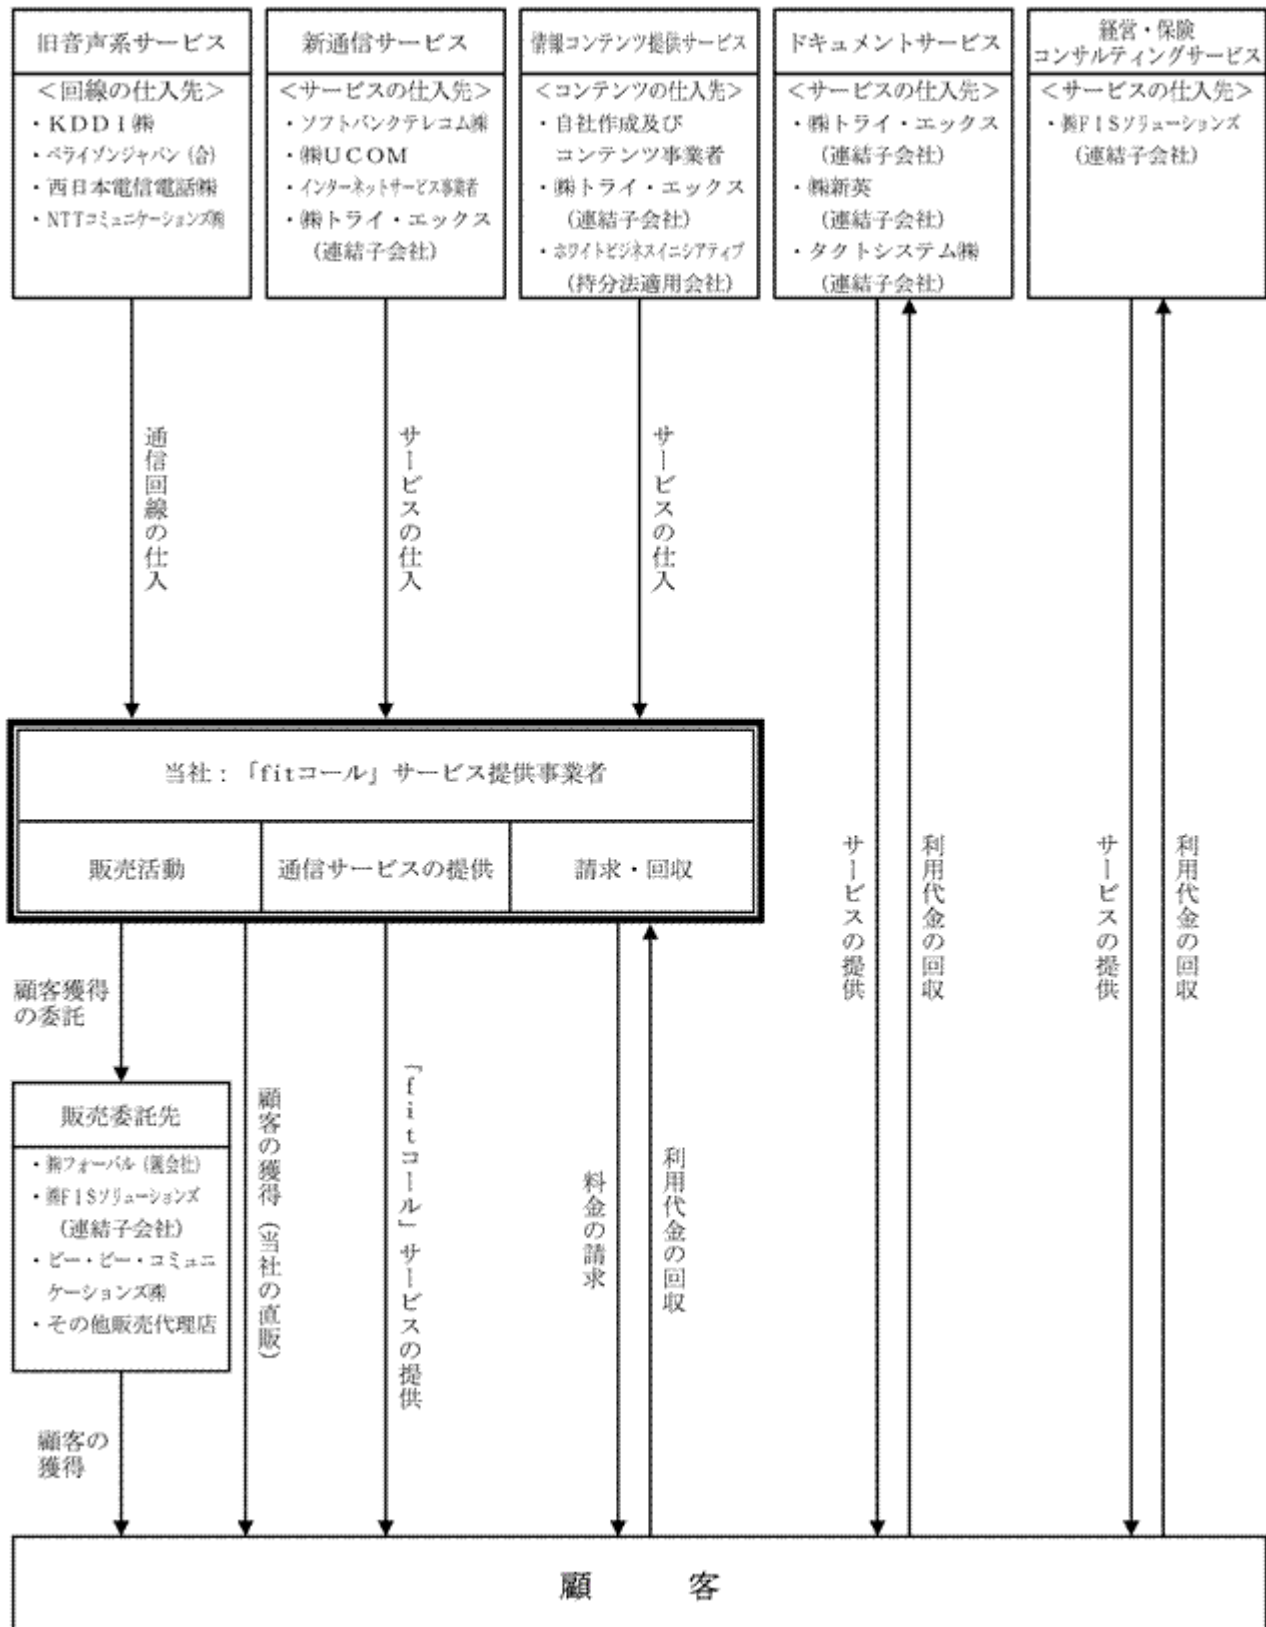 旧音声系サービス
＜回線の仕入先＞
・ＫＤＤＩ㈱
・ベライゾンジャパン（合）
・西日本電信電話㈱
・NTTコミュニケーションズ㈱
新通信サービス
＜サービスの仕入先＞
・ソフトバンクテレコム㈱
・㈱ＵＣＯＭ
・インターネットサービス事業者
・㈱トライ・エックス
（連結子会社）
情報コンテンツ提供サービス
＜コンテンツの仕入先＞
・自社作成及び
コンテンツ事業者
・㈱トライ・エックス
（連結子会社）
・ホワイトビジネスイニシアティブ
（持分法適用会社）
ドキュメントサービス
＜サービスの仕入先＞
・㈱トライ・エックス
（連結子会社）
・㈱新英
（連結子会社）
・タクトシステム㈱
（連結子会社）
経営・保険
コンサルティングサービス
＜サービスの仕入先＞
・㈱ＦＩＳソリューションズ
（連結子会社）
通信回線の仕入
サービスの仕入
サービスの仕入
当社：「fitコール」サービス提供事業者
販売活動
通信サービスの提供
請求・回収
サービスの提供
利用代金の回収
サービスの提供
利用代金の回収
顧客獲得
の委託
販売委託先
・㈱フォーバル（親会社）
・㈱ＦＩＳソリューションズ
（連結子会社）
・ビー・ビー・コミュニ
ケーションズ㈱
・その他販売代理店
顧客の獲得（当社の直販）
「fitコール」サービスの提供
料金の請求
利用代金の回収
顧客の
獲得
顧　客